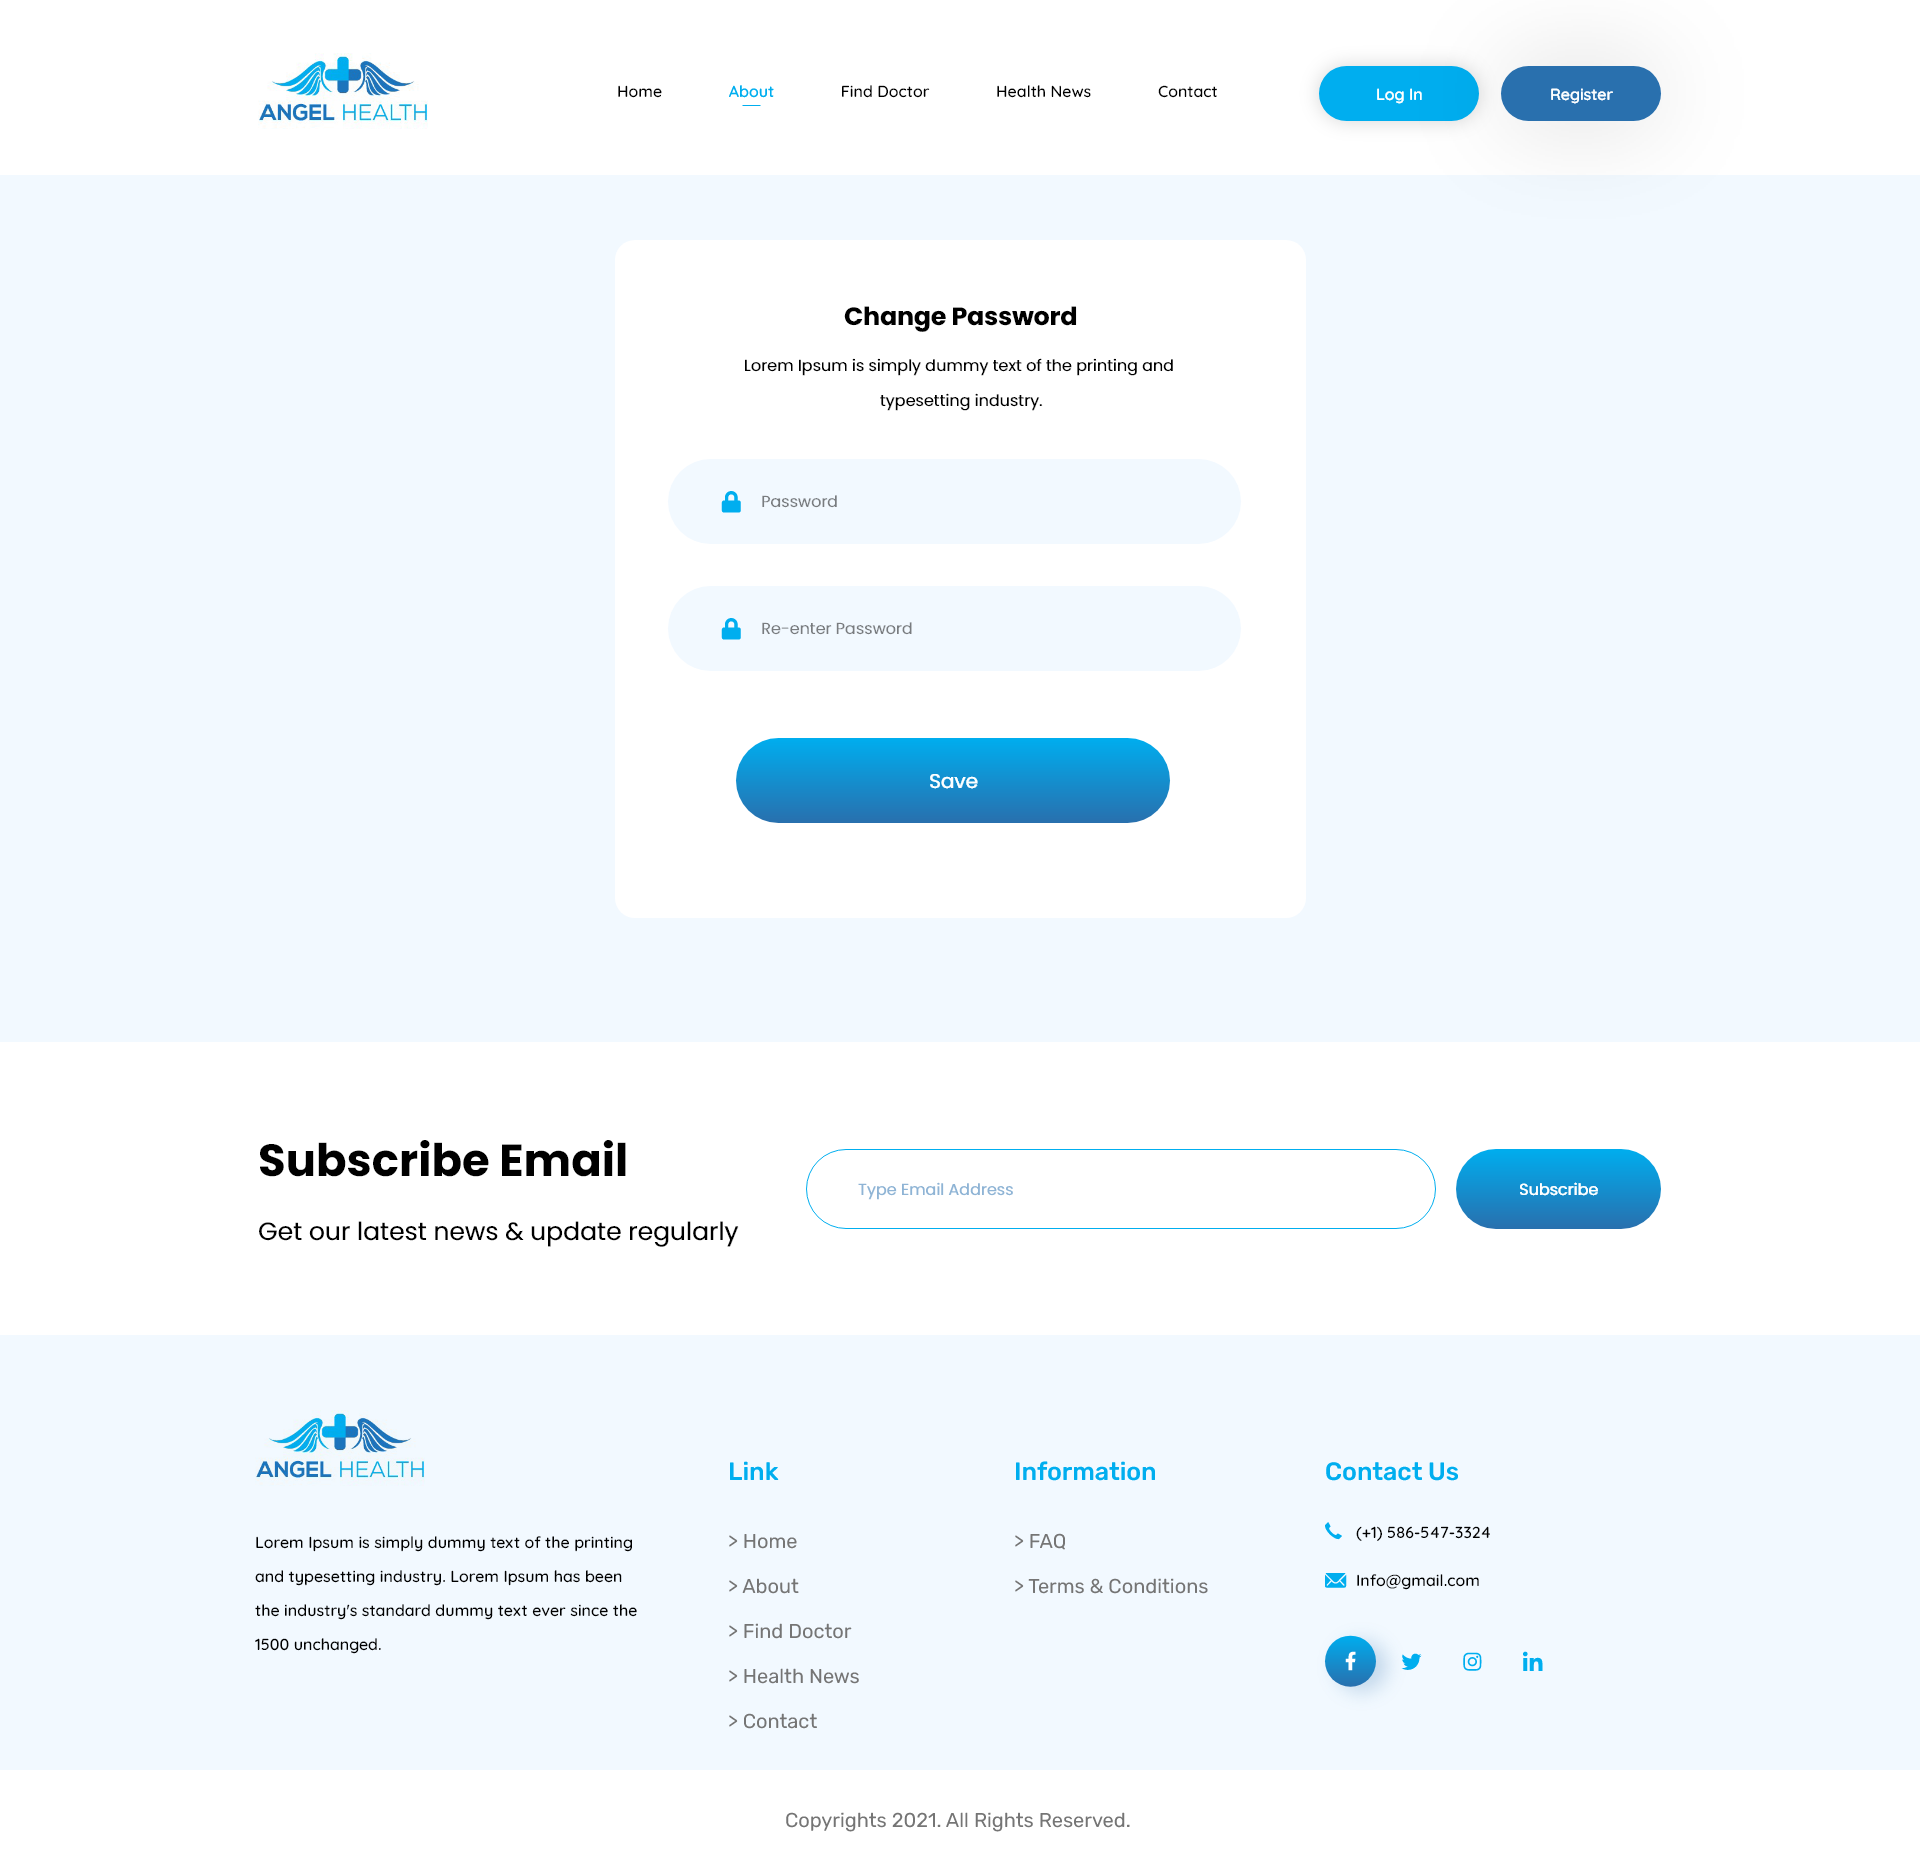 ANGEL HEALTH
Home About Find Doctor Health News Contact Log In Register
Change Password
Lorem Ipsum is simply dummy text of the printing and
typesetting industry.
Password
Re-enter Password
Save
Subscribe Email
Get our latest news & update regularly
Type Email Address
Subscribe
ANGEL HEALTH
Lorem Ipsum is simply dummy text of the printing
and typesetting industry. Lorem Ipsum has been
the industry's standard dummy text ever since the
1500 unchanged.
Link
> Home
> About
> Find Doctor
> Health News
> Contact
Information
> FAQ
> Terms & Conditions
Contact Us
(+1) 586-547-3324
Info@gmail.com
Copyrights 2021. All Rights Reserved.